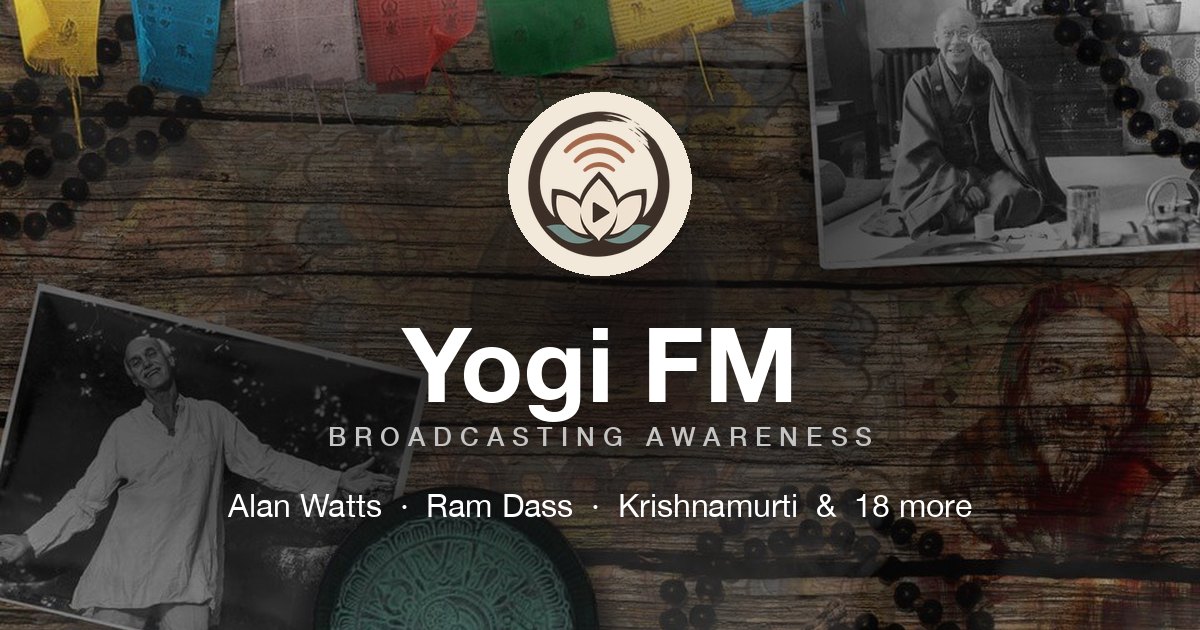 Yogi FM
BROADCASTING AWARENESS
Alan Watts · Ram Dass · Krishnamurti & 18 more